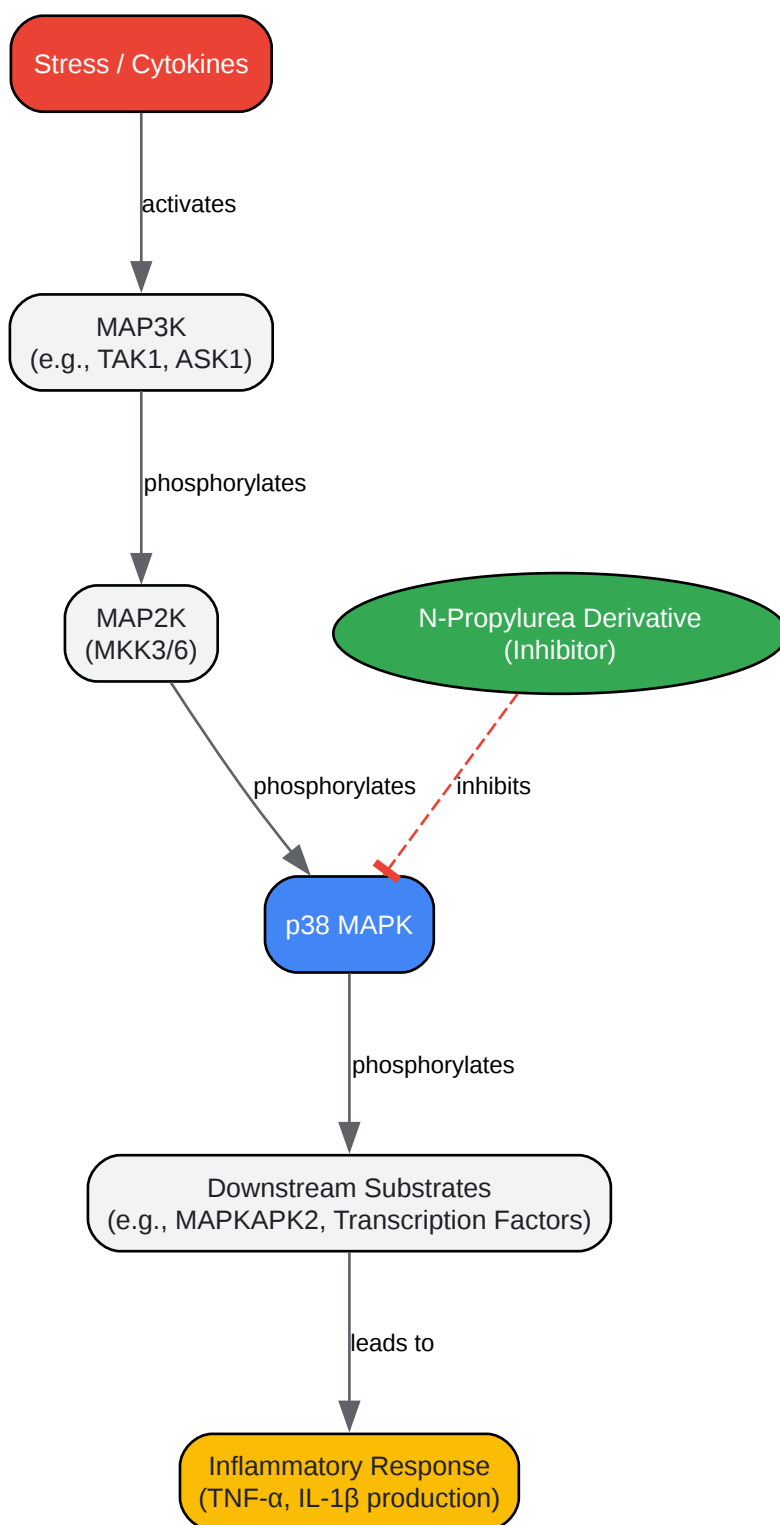 Stress / Cytokines
activates
MAP3K
(e.g., TAK1, ASK1)
phosphorylates
MAP2K
(MKK3/6)
N-Propylurea Derivative
(Inhibitor)
phosphorylates
inhibits
p38 MAPK
phosphorylates
Downstream Substrates
(e.g., MAPKAPK2, Transcription Factors)
leads to
Inflammatory Response
(TNF-α, IL-1β production)